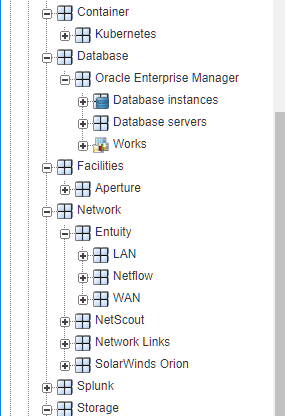 Container
Kubernetes
Database
Oracle Enterprise Manager
Database instances
Database servers
Works
Facilities
Aperture
Network
Entuity
LAN
Netflow
WAN
NetScout
Network Links
SolarWinds Orion
Splunk
Storage